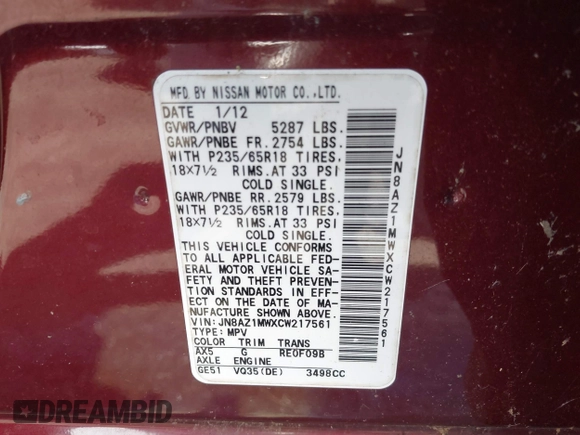 MFD BY NISSAN MOTOR CO.,LTD.
DATE 1/12
GVWR/PNBV 5287 LBS.
GAWR/PNBE FR. 2754 LBS.
WITH P235/65R18 TIRES,
18×7½ RIMS.AT 33 PSI
COLD SINGLE.
GAWR/PNBE RR. 2579 LBS.
WITH P235/65R18 TIRES,
18×7½ RIMS.AT 33 PSI
COLD SINGLE.
THIS VEHICLE CONFORMS
TO ALL APPLICABLE FED-
ERAL MOTOR VEHICLE SA-
FETY AND THEFT PREVEN-
TION STANDARDS IN EFF-
ECT ON THE DATE OF MA-
NUFACTURE SHOWN ABOVE.
VIN:JN8AZ1MWXCW217561
TYPE: MPV
COLOR TRIM TRANS
AX5 G RE0F09B
AXLE ENGINE
GE51 VQ35(DE) 3498CC
JN8AZ1MWXCW217561
DREAMBID